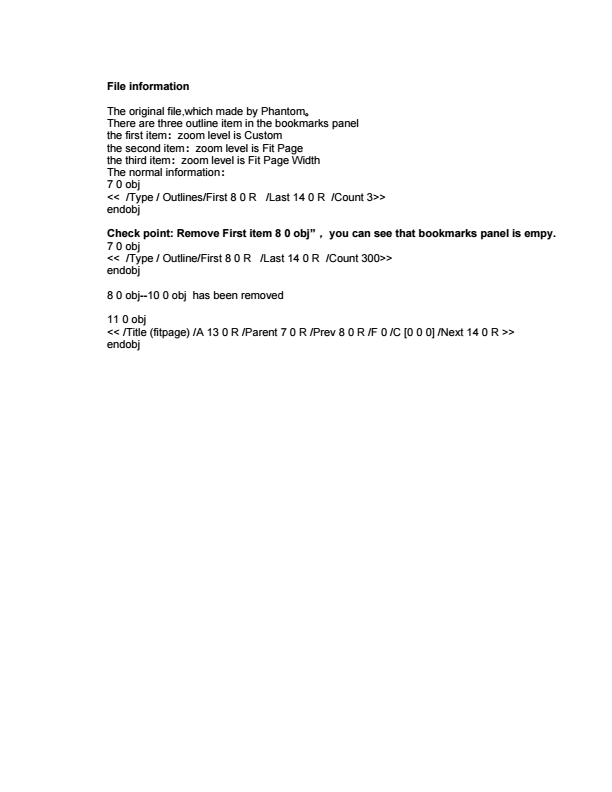 File information
The original file,which made by Phantom。
There are three outline item in the bookmarks panel
the first item：zoom level is Custom
the second item：zoom level is Fit Page
the third item：zoom level is Fit Page Width
The normal information：
7 0 obj
<<  /Type / Outlines/First 8 0 R   /Last 14 0 R  /Count 3>>
endobj
Check point: Remove First item 8 0 obj”， you can see that bookmarks panel is empy.
7 0 obj
<<  /Type / Outline/First 8 0 R   /Last 14 0 R  /Count 300>>
endobj
8 0 obj--10 0 obj  has been removed
11 0 obj
<< /Title (fitpage) /A 13 0 R /Parent 7 0 R /Prev 8 0 R /F 0 /C [0 0 0] /Next 14 0 R >>
endobj